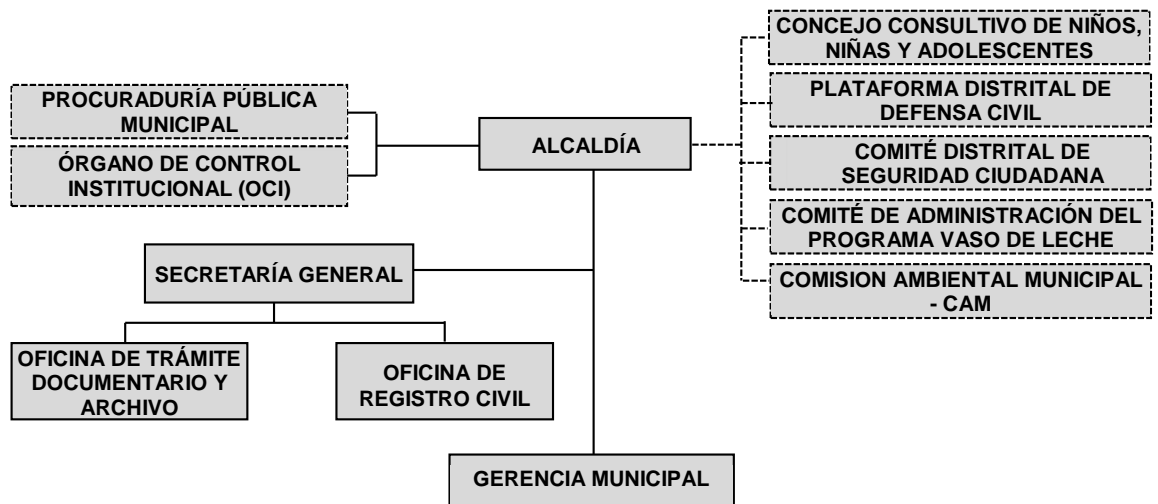 PROCURADURÍA PÚBLICA
MUNICIPAL
ÓRGANO DE CONTROL
INSTITUCIONAL (OCI)
ALCALDÍA
CONCEJO CONSULTIVO DE NIÑOS,
NIÑAS Y ADOLESCENTES
PLATAFORMA DISTRITAL DE
DEFENSA CIVIL
COMITÉ DISTRITAL DE
SEGURIDAD CIUDADANA
COMITÉ DE ADMINISTRACIÓN DEL
PROGRAMA VASO DE LECHE
COMISION AMBIENTAL MUNICIPAL
- CAM
SECRETARÍA GENERAL
OFICINA DE TRÁMITE
DOCUMENTARIO Y
ARCHIVO
OFICINA DE
REGISTRO CIVIL
GERENCIA MUNICIPAL